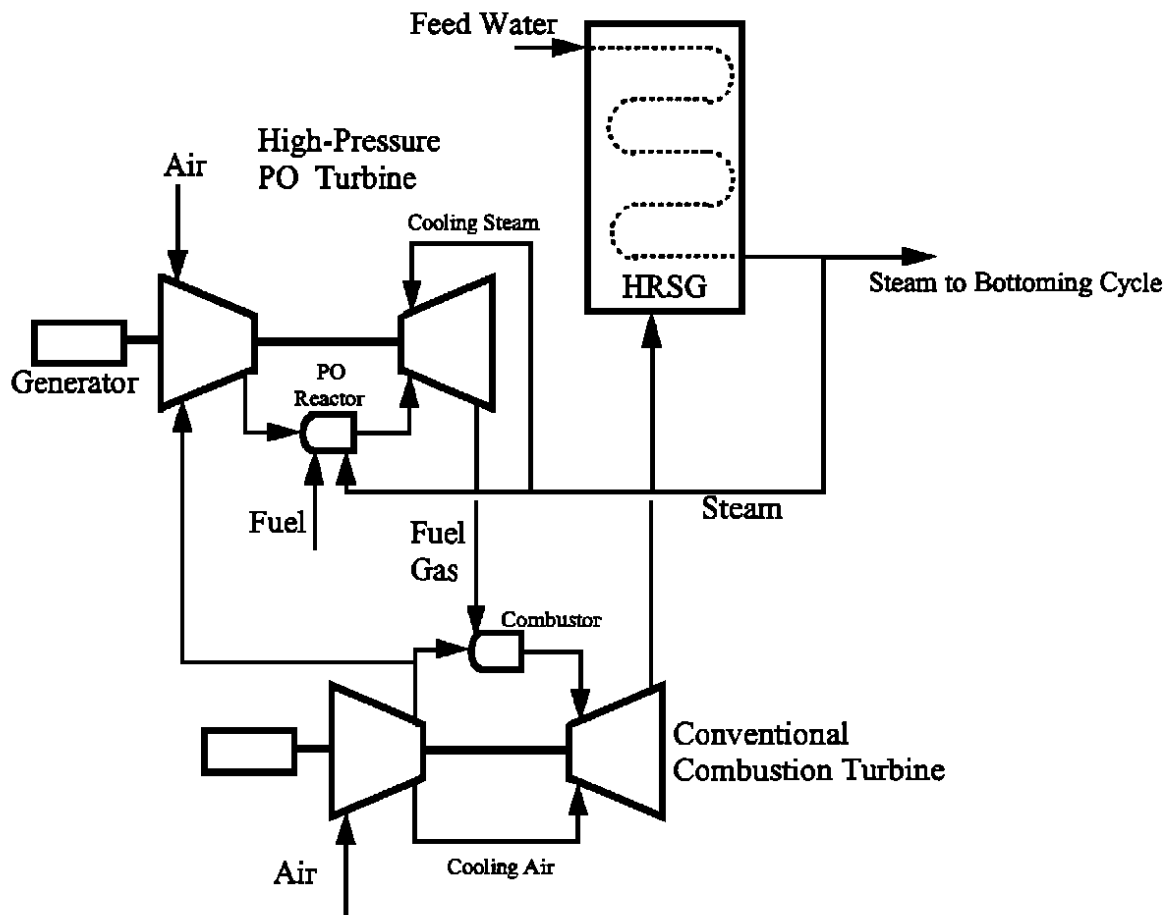 Feed Water
High-Pressure
PO Turbine
Air
Cooling Steam
HRSG
Steam to Bottoming Cycle
Generator
PO
Reactor
Steam
Fuel
Fuel
Gas
Combustor
Conventional
Combustion Turbine
Cooling Air
Air